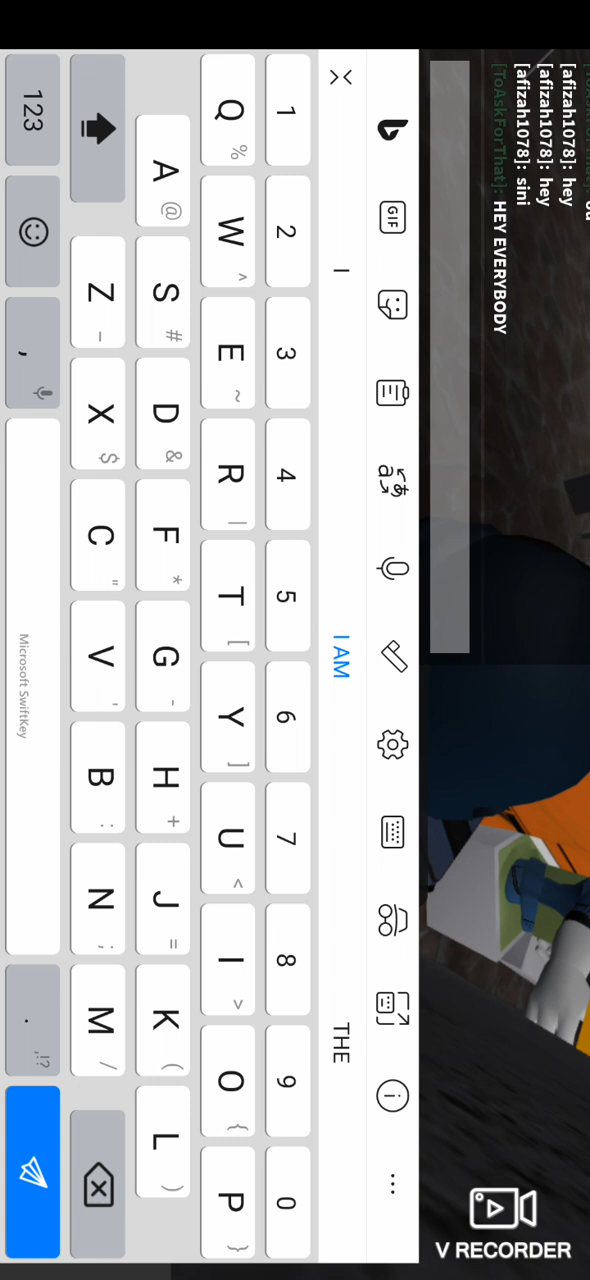 [afizah1078]: hey
[afizah1078]: hey
[afizah1078]: sini
[ToAskForThat]: HEY EVERYBODY
GIF
I
I AM
THE
1 2 3 4 5 6 7 8 9 0
Q % W ^ E ~ R | T [ Y ] U < I > O { P }
A @ S # D & F * G - H + J = K ( L )
Z _ X $ C " V ' B : N ; M /
123 , Microsoft SwiftKey . ,!?
V RECORDER